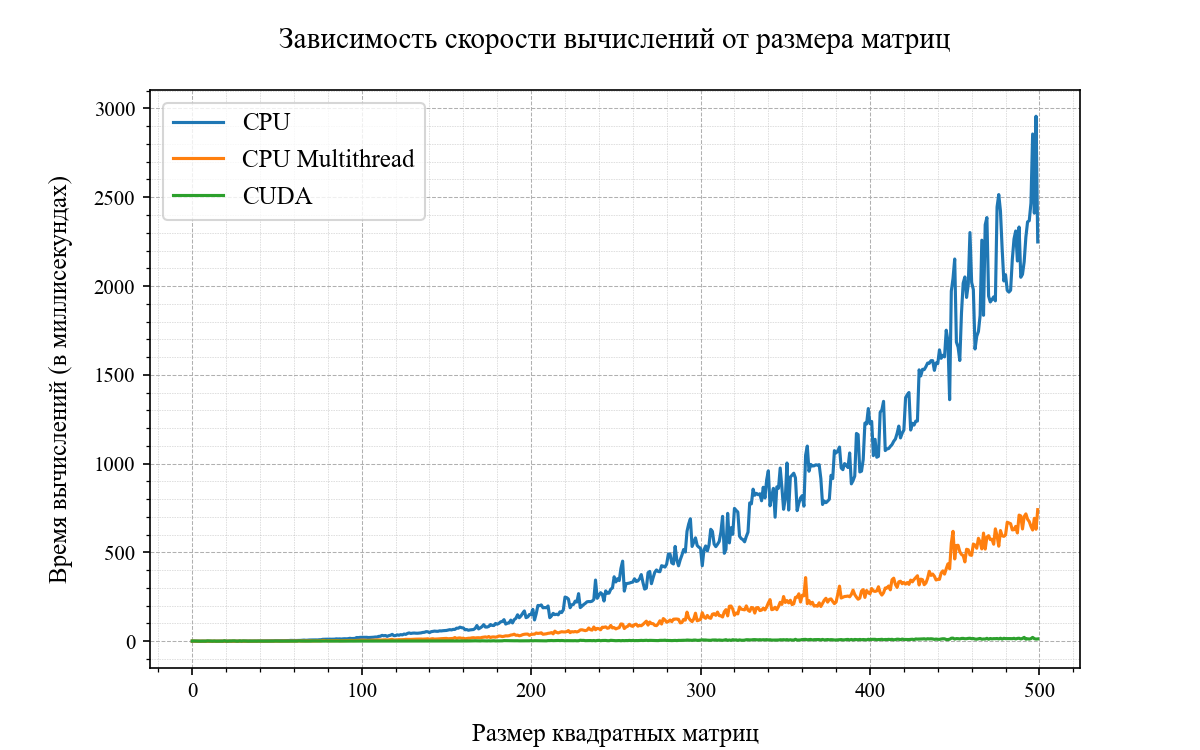 Зависимость скорости вычислений от размера матриц
CPU
CPU Multithread
CUDA
Время вычислений (в миллисекундах)
3000
2500
2000
1500
1000
500
0
0 100 200 300 400 500
Размер квадратных матриц